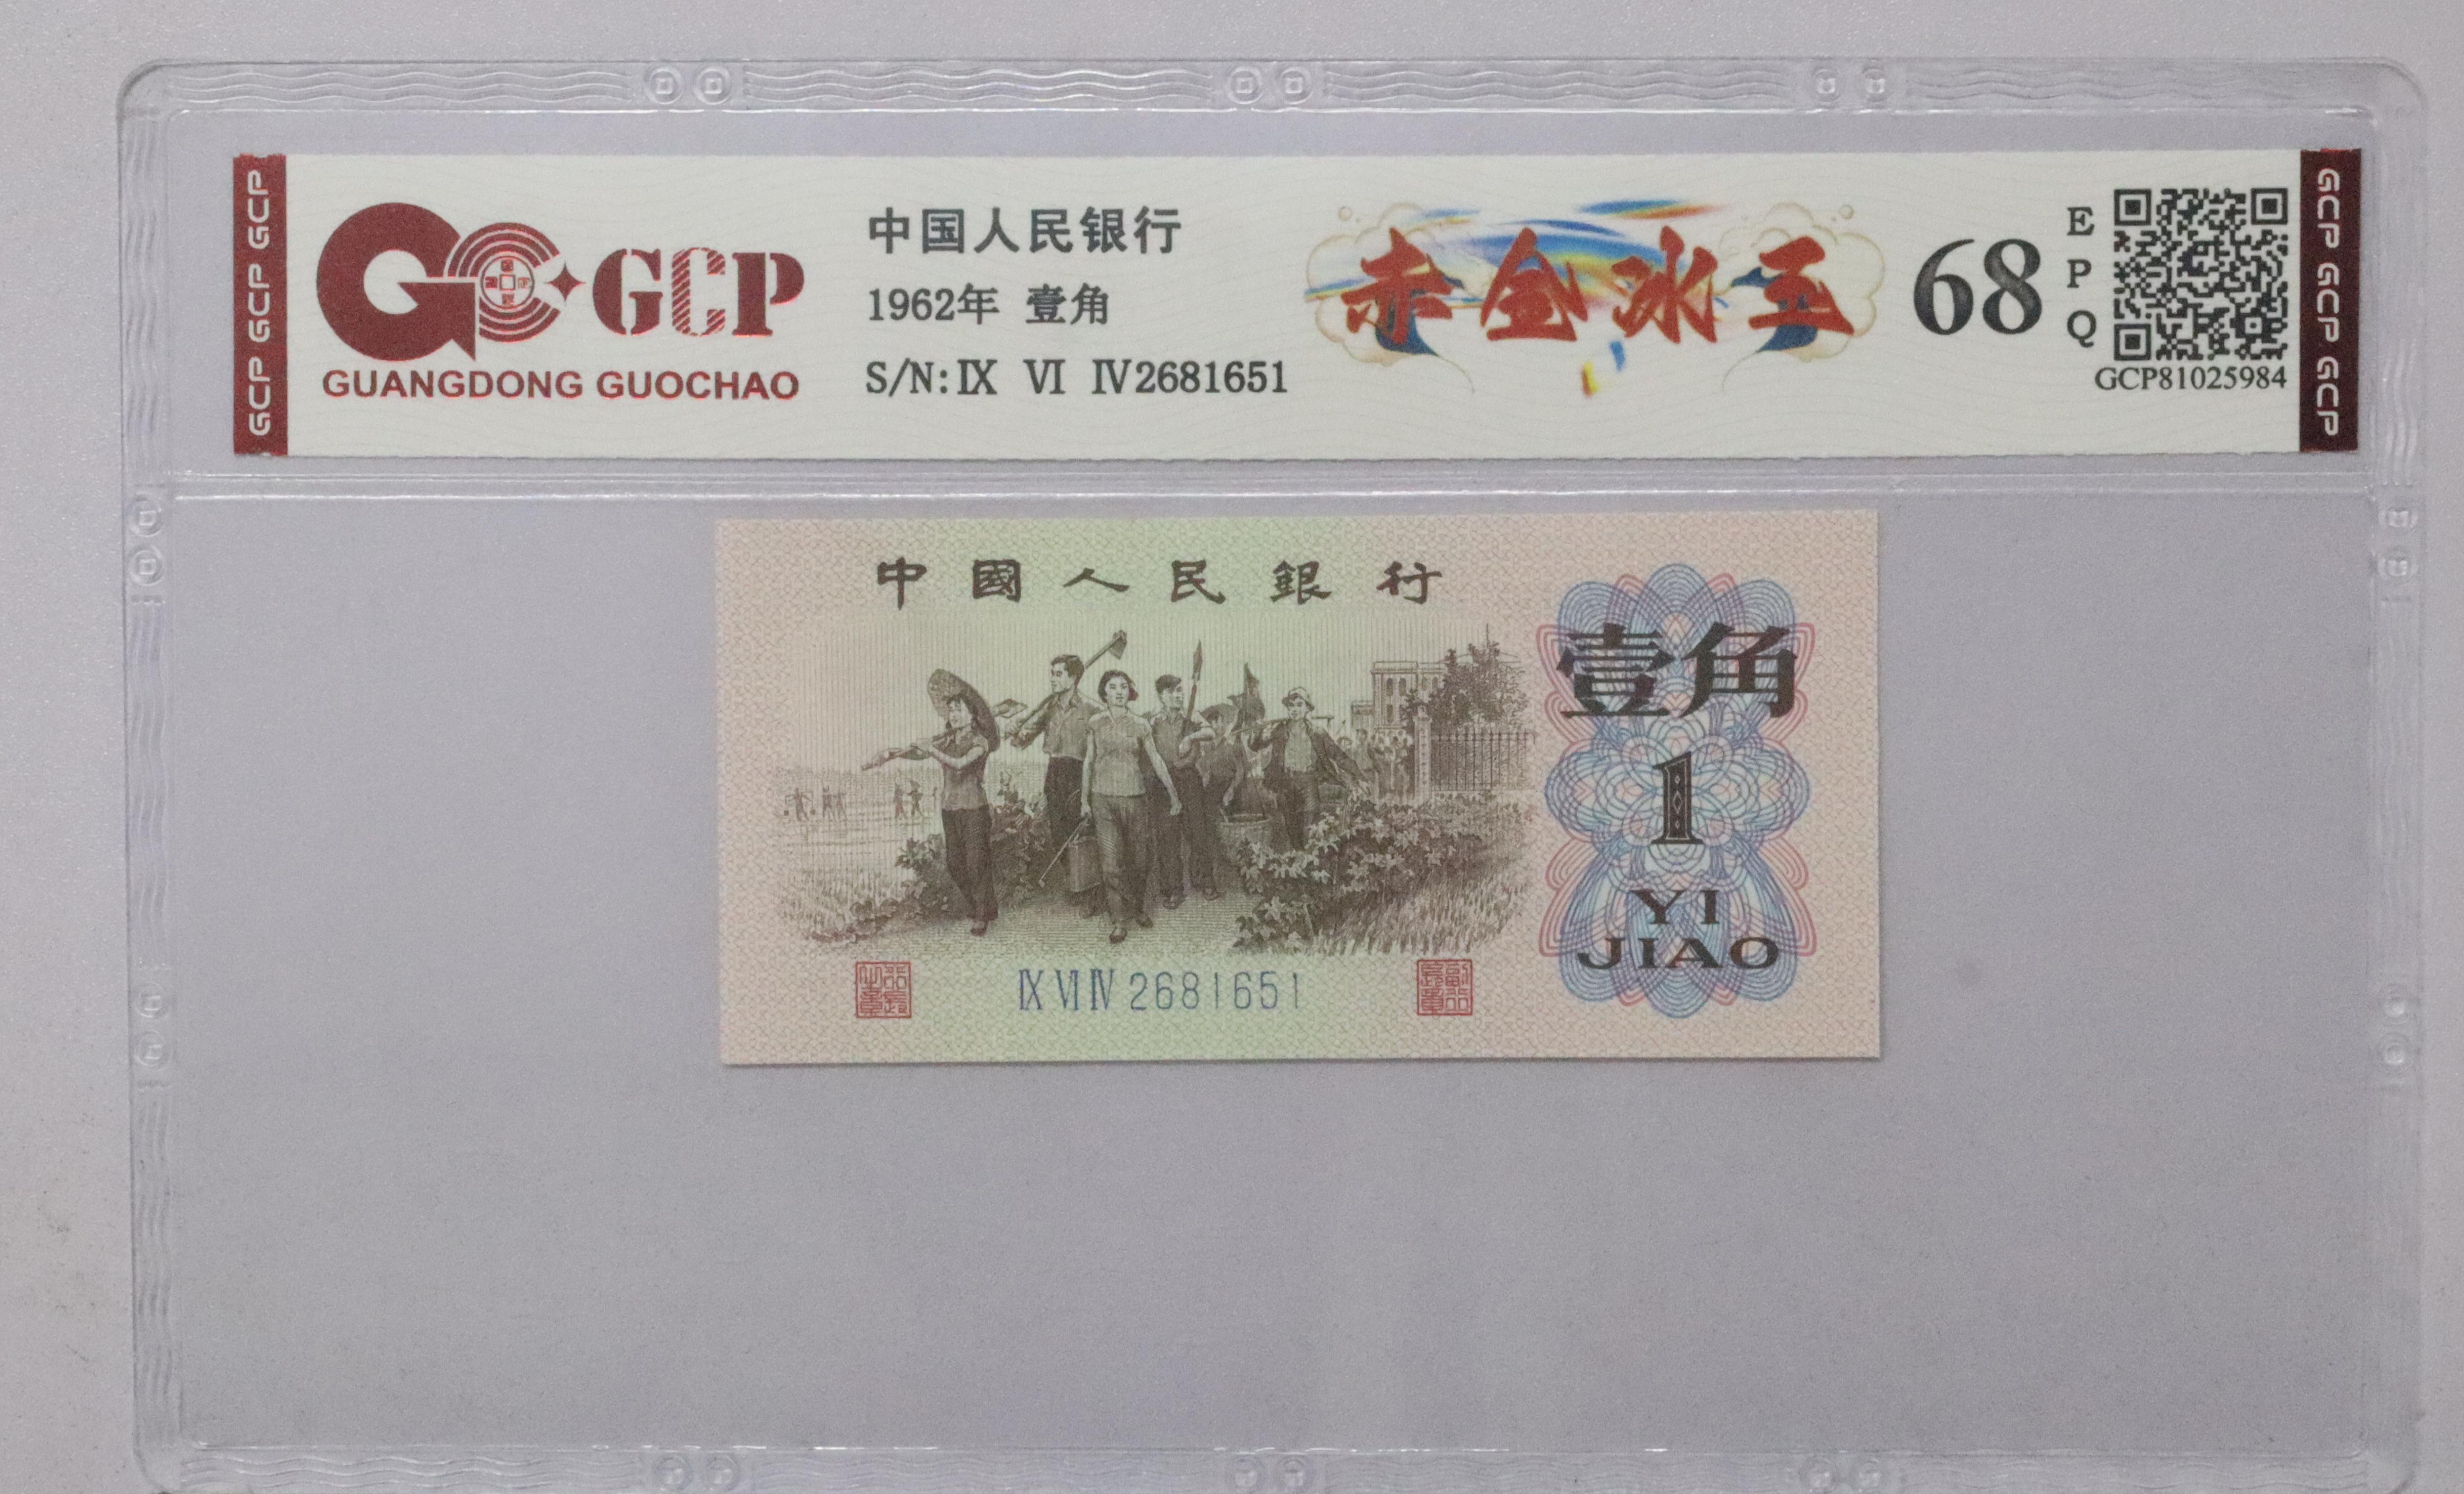 GCP GCP GCP
GCP
GUANGDONG GUOCHAO
中国人民银行
1962年 壹角
S/N:Ⅸ Ⅵ Ⅳ2681651
赤金冰王
68
EPQ
GCP81025984
GCP GCP GCP
中國人民銀行
壹角
1
YI
JIAO
Ⅸ Ⅵ Ⅳ 2681651